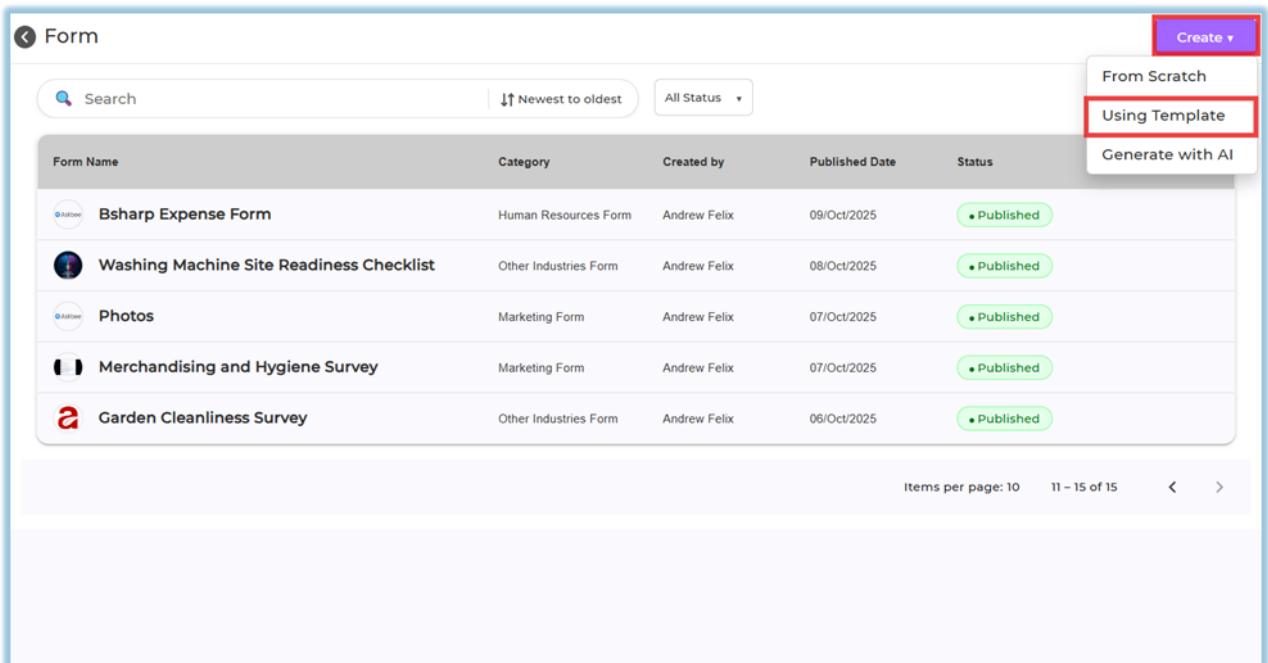 Form
Create ▾
From Scratch
Using Template
Generate with AI
Search
↓↑ Newest to oldest
All Status ▾
Form Name Category Created by Published Date Status
Bsharp Expense Form Human Resources Form Andrew Felix 09/Oct/2025 • Published
Washing Machine Site Readiness Checklist Other Industries Form Andrew Felix 08/Oct/2025 • Published
Photos Marketing Form Andrew Felix 07/Oct/2025 • Published
Merchandising and Hygiene Survey Marketing Form Andrew Felix 07/Oct/2025 • Published
Garden Cleanliness Survey Other Industries Form Andrew Felix 06/Oct/2025 • Published
Items per page: 10 11 – 15 of 15